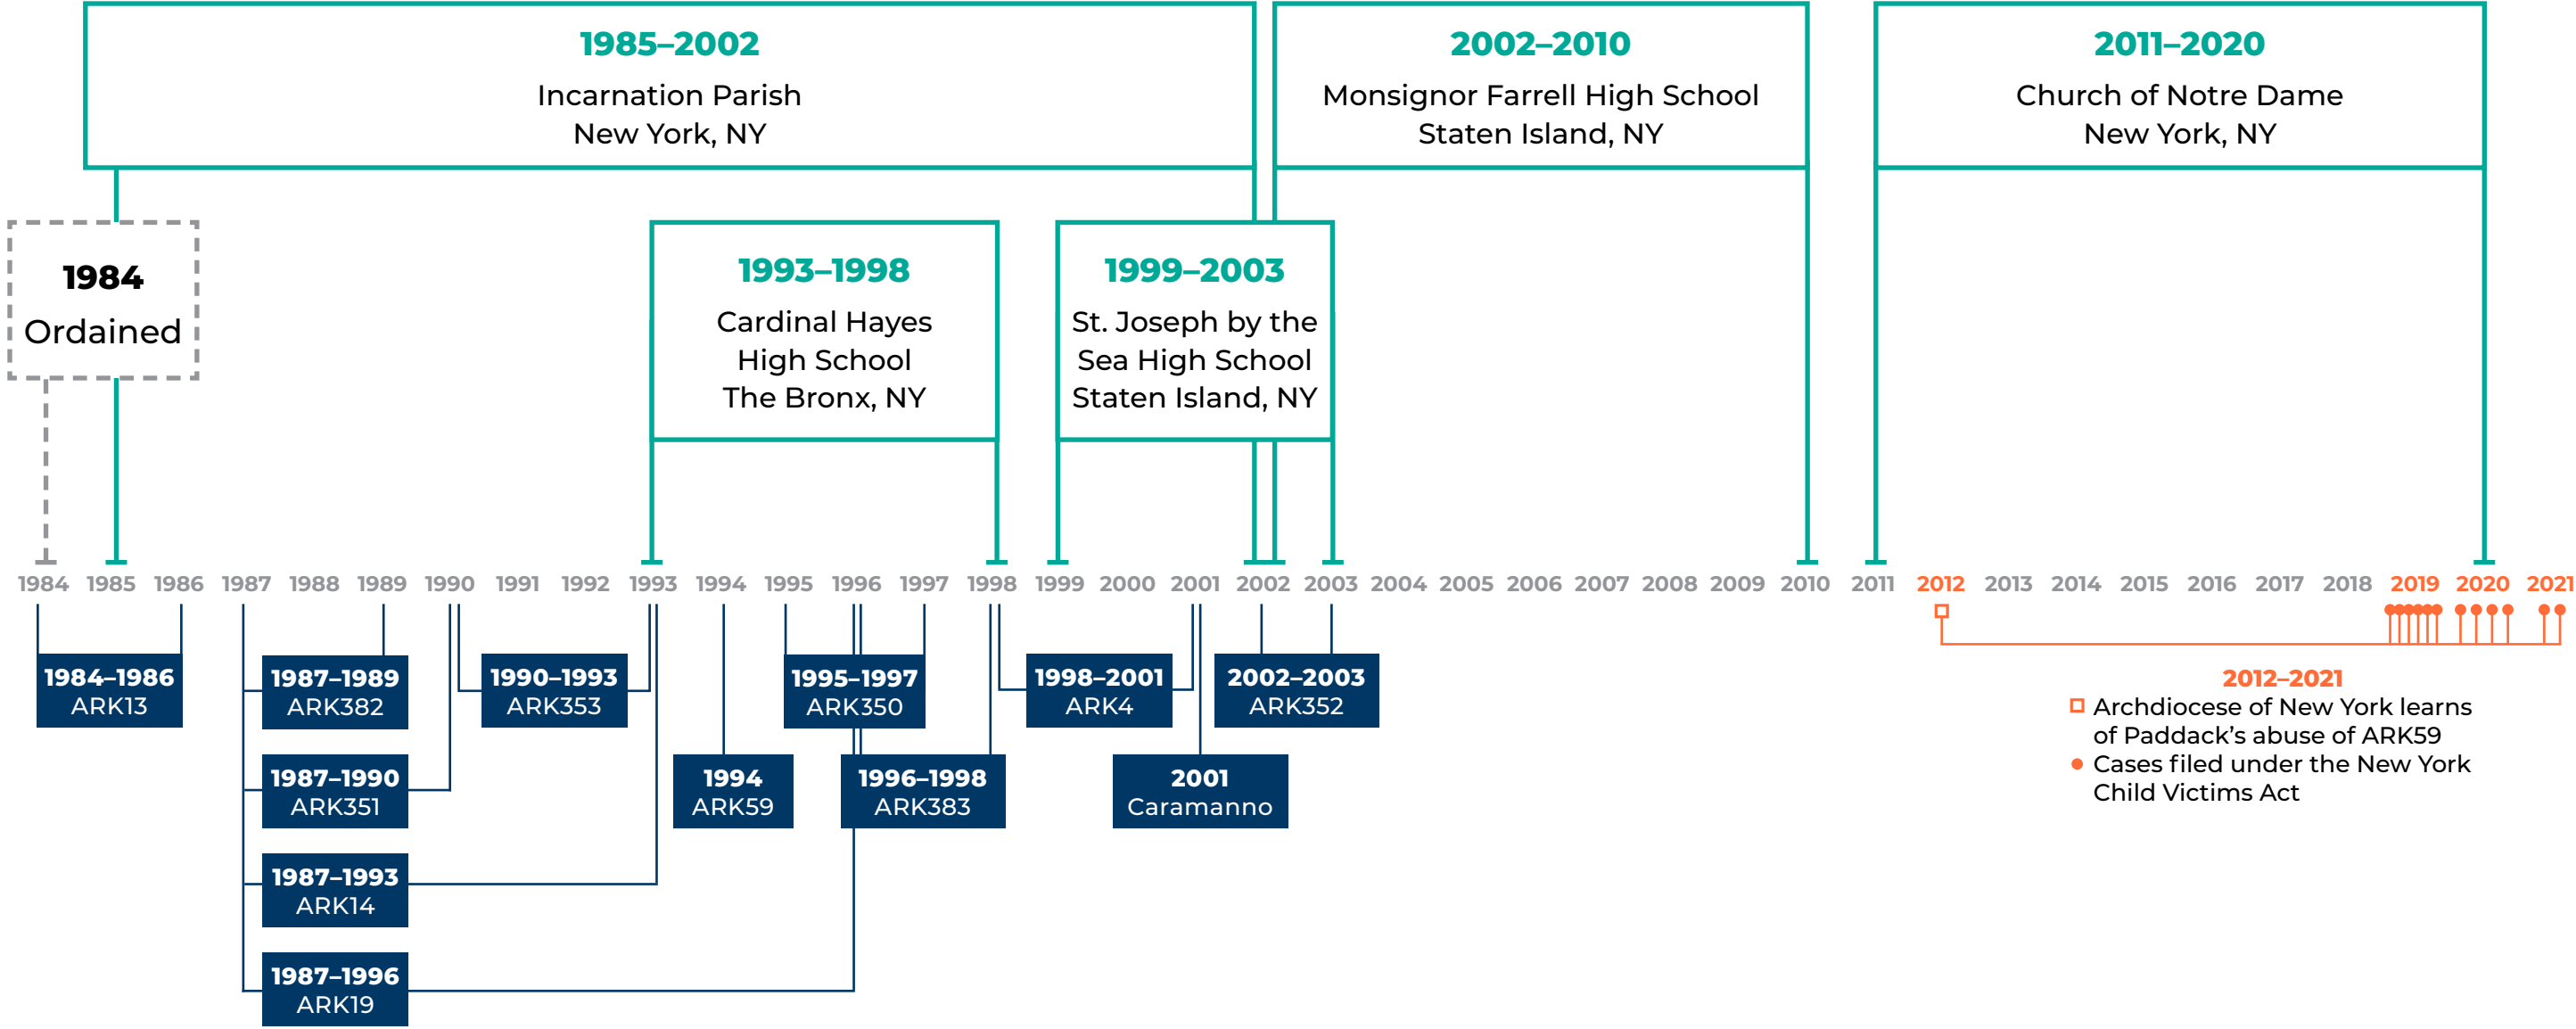 1985–2002
Incarnation Parish
New York, NY
2002–2010
Monsignor Farrell High School
Staten Island, NY
2011–2020
Church of Notre Dame
New York, NY
1984
Ordained
1993–1998
Cardinal Hayes
High School
The Bronx, NY
1999–2003
St. Joseph by the
Sea High School
Staten Island, NY
1984 1985 1986 1987 1988 1989 1990 1991 1992 1993 1994 1995 1996 1997 1998 1999 2000 2001 2002 2003 2004 2005 2006 2007 2008 2009 2010 2011 2012 2013 2014 2015 2016 2017 2018 2019 2020 2021
1984–1986
ARK13
1987–1989
ARK382
1990–1993
ARK353
1995–1997
ARK350
1998–2001
ARK4
2002–2003
ARK352
1987–1990
ARK351
1994
ARK59
1996–1998
ARK383
2001
Caramanno
1987–1993
ARK14
1987–1996
ARK19
2012–2021
Archdiocese of New York learns
of Paddack’s abuse of ARK59
Cases filed under the New York
Child Victims Act